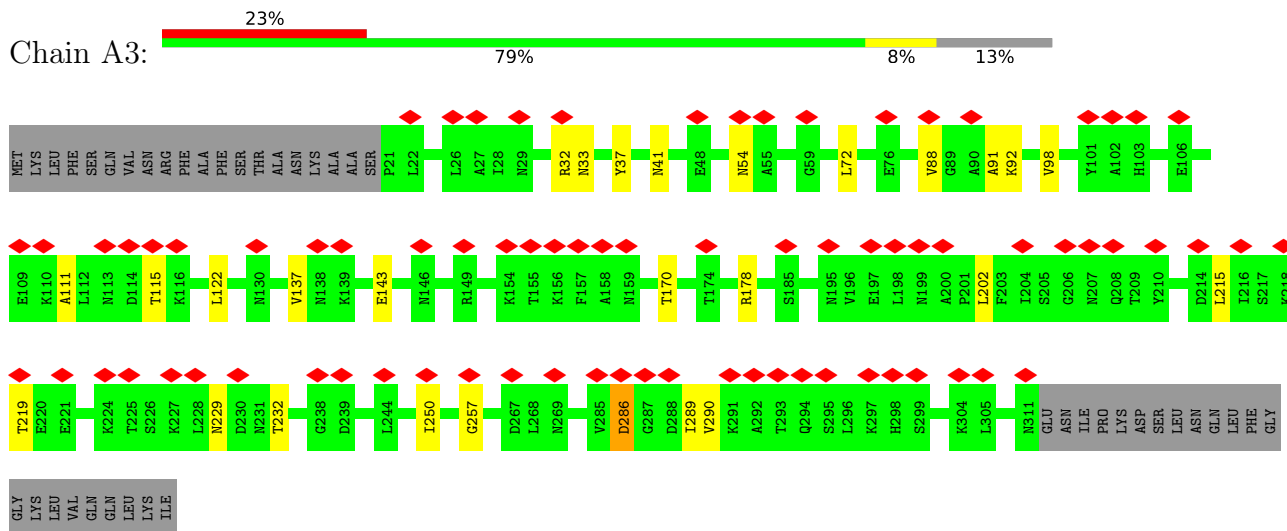 23%
Chain A3:
79% 8% 13%
MET LYS LEU PHE SER GLN VAL ASN ARG PHE ALA PHE SER THR ALA ASN LYS ALA ALA SER P21 L22 L26 A27 I28 N29 R32 N33 Y37 N41 E48 N54 A55 G59 L72 E76 V88 G89 A90 A91 K92 V98 Y101 A102 H103 E106
E109 K110 A111 L112 N113 D114 T115 K116 L122 N130 V137 N138 K139 E143 N146 R149 K154 T155 K156 F157 A158 N159 T170 T174 R178 S185 N195 V196 E197 L198 N199 A200 P201 L202 F203 I204 S205 G206 N207 Q208 T209 Y210 D214 L215 I216 S217 K218
T219 E220 E221 K224 T225 S226 K227 L228 N229 D230 N231 T232 G238 D239 L244 I250 G257 D267 L268 N269 V285 D286 G287 D288 I289 V290 K291 A292 T293 Q294 S295 L296 K297 H298 S299 K304 L305 N311 GLU ASN ILE PRO LYS ASP SER LEU ASN GLN LEU PHE GLY
GLY LYS LEU VAL GLN GLN LEU LYS ILE